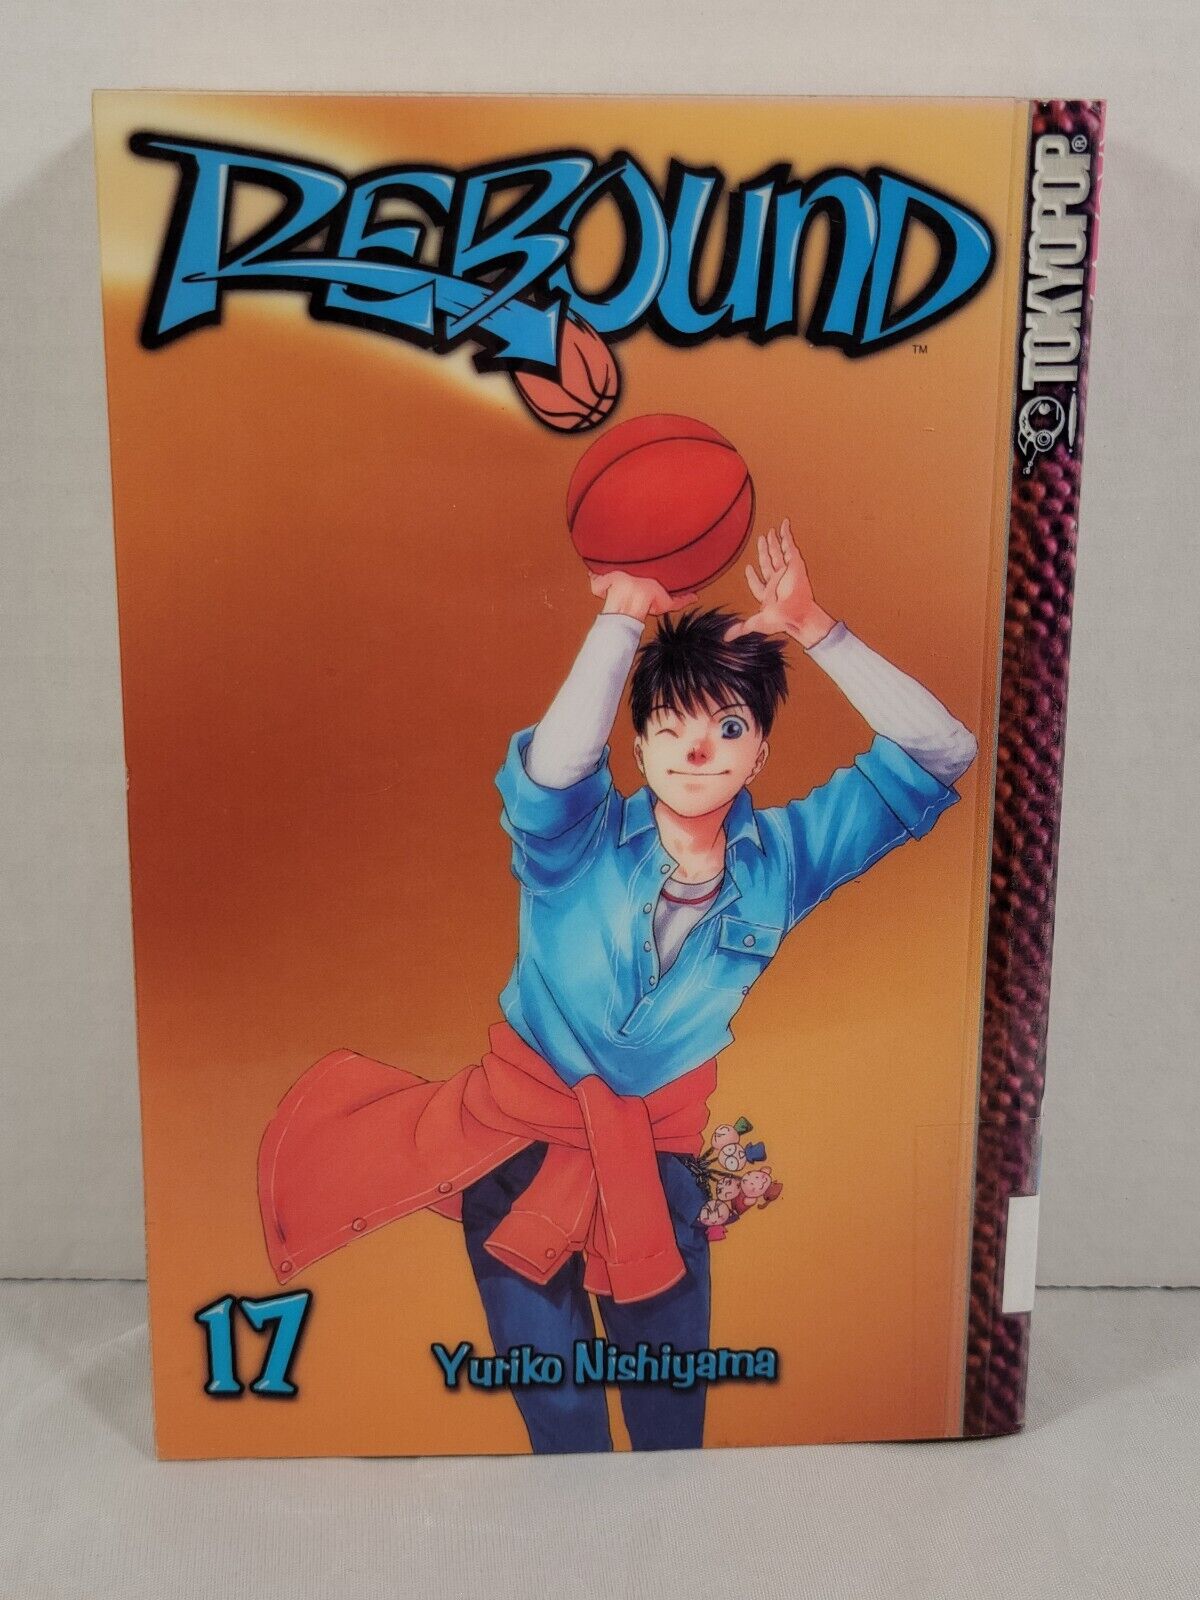 REBOUND
™
TOKYOPOP®
17
Yuriko Nishiyama